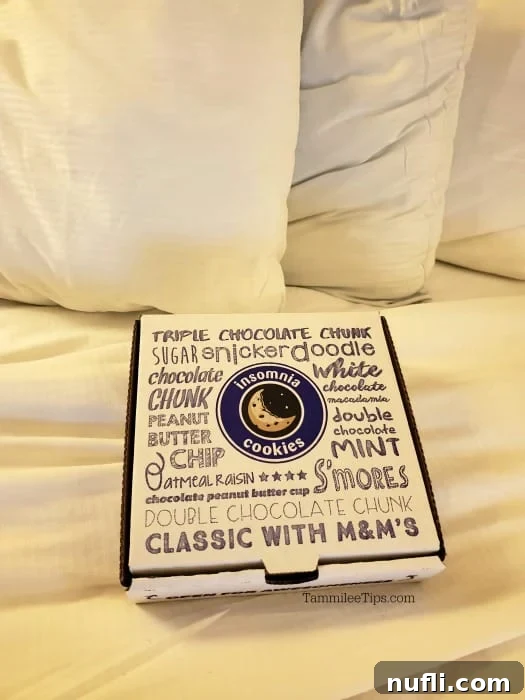 TRIPLE CHOCOLATE CHUNK
SUGAR snickerdoodle
chocolate
CHUNK
PEANUT
BUTTER
CHIP
insomnia
cookies
white
chocolate
macadamia
double
chocolate
MINT
Oatmeal Raisin ★★★★ S'MORES
chocolate peanut butter cup
DOUBLE CHOCOLATE CHUNK
CLASSIC WITH M&M'S
TammileeTips.com
nufli.com